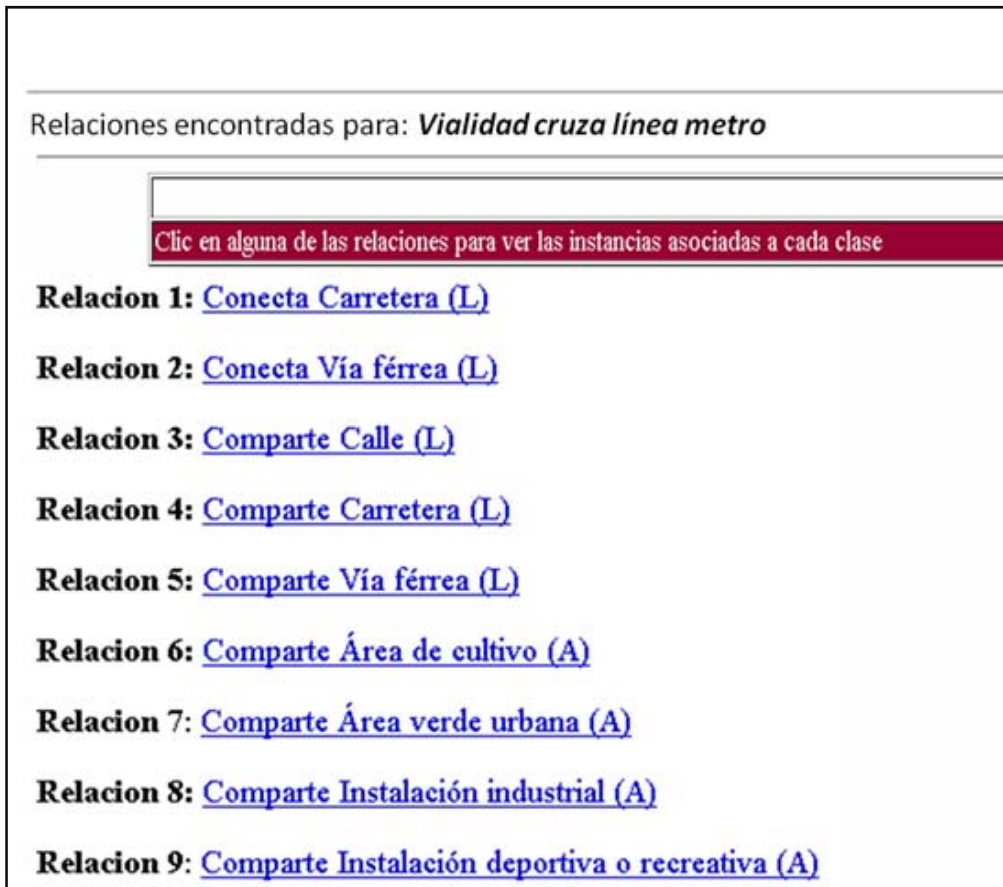 Relaciones encontradas para: Vialidad cruza línea metro
Clic en alguna de las relaciones para ver las instancias asociadas a cada clase
Relacion 1: Conecta Carretera (L)
Relacion 2: Conecta Vía férrea (L)
Relacion 3: Comparte Calle (L)
Relacion 4: Comparte Carretera (L)
Relacion 5: Comparte Vía férrea (L)
Relacion 6: Comparte Área de cultivo (A)
Relacion 7: Comparte Área verde urbana (A)
Relacion 8: Comparte Instalación industrial (A)
Relacion 9: Comparte Instalación deportiva o recreativa (A)